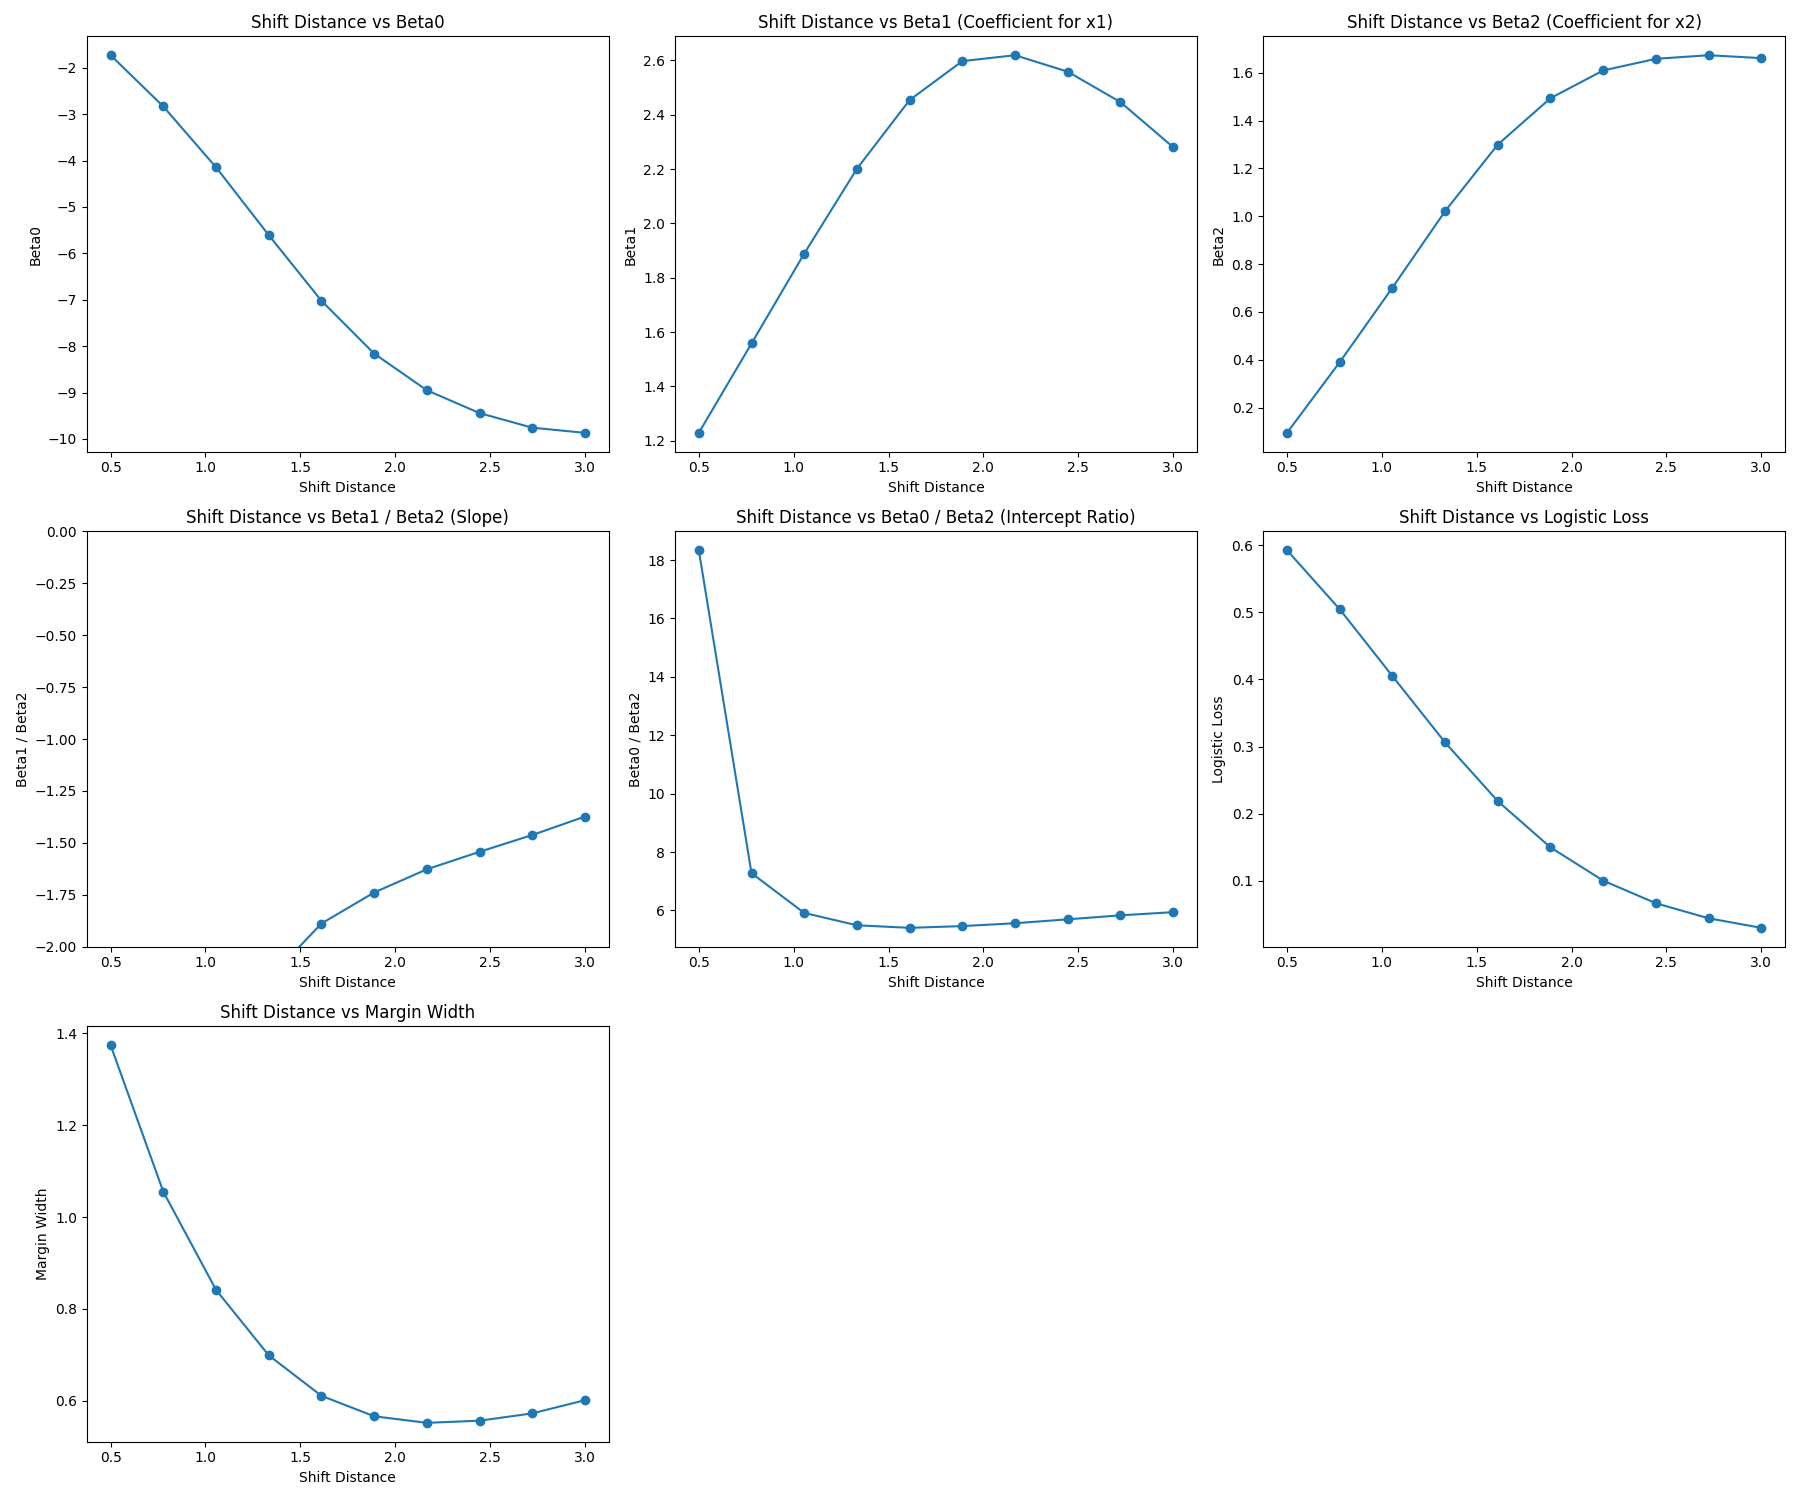 Shift Distance vs Beta0
Beta0
−2
−3
−4
−5
−6
−7
−8
−9
−10
0.5 1.0 1.5 2.0 2.5 3.0
Shift Distance
Shift Distance vs Beta1 (Coefficient for x1)
Beta1
2.6
2.4
2.2
2.0
1.8
1.6
1.4
1.2
0.5 1.0 1.5 2.0 2.5 3.0
Shift Distance
Shift Distance vs Beta2 (Coefficient for x2)
Beta2
1.6
1.4
1.2
1.0
0.8
0.6
0.4
0.2
0.5 1.0 1.5 2.0 2.5 3.0
Shift Distance
Shift Distance vs Beta1 / Beta2 (Slope)
Beta1 / Beta2
0.00
−0.25
−0.50
−0.75
−1.00
−1.25
−1.50
−1.75
−2.00
0.5 1.0 1.5 2.0 2.5 3.0
Shift Distance
Shift Distance vs Beta0 / Beta2 (Intercept Ratio)
Beta0 / Beta2
18
16
14
12
10
8
6
0.5 1.0 1.5 2.0 2.5 3.0
Shift Distance
Shift Distance vs Logistic Loss
Logistic Loss
0.6
0.5
0.4
0.3
0.2
0.1
0.5 1.0 1.5 2.0 2.5 3.0
Shift Distance
Shift Distance vs Margin Width
Margin Width
1.4
1.2
1.0
0.8
0.6
0.5 1.0 1.5 2.0 2.5 3.0
Shift Distance